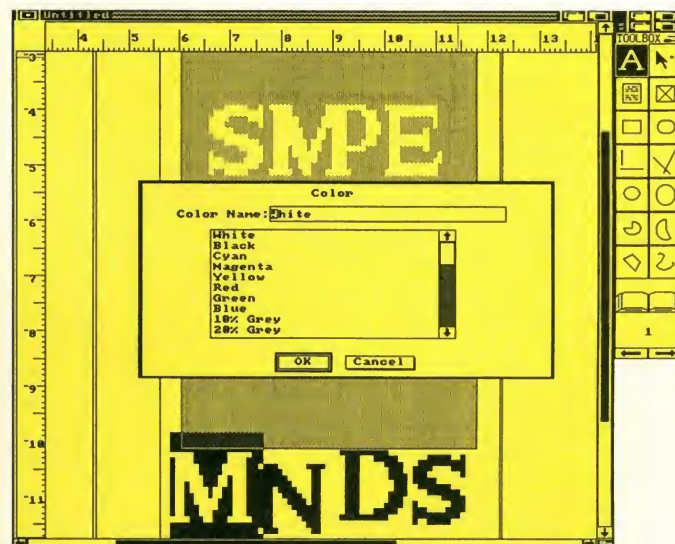 Untitled
4 5 6 7 8 9 10 11 12 13
TOOLBOX
A
-3
-4
-5
-6
-7
-8
-9
-10
-11
SMPE
Color
Color Name: White
White
Black
Cyan
Magenta
Yellow
Red
Green
Blue
10% Grey
20% Grey
OK Cancel
1
MNDS